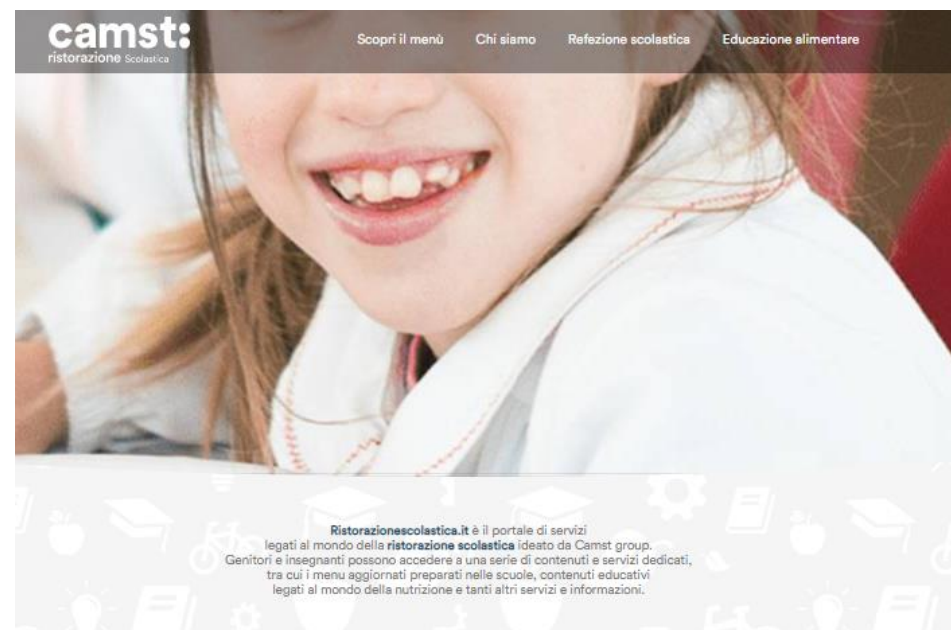 camst:
ristorazione Scolastica
Scopri il menù Chi siamo Refezione scolastica Educazione alimentare
Ristorazionescolastica.it è il portale di servizi
legati al mondo della ristorazione scolastica ideato da Camst group.
Genitori e insegnanti possono accedere a una serie di contenuti e servizi dedicati,
tra cui i menu aggiornati preparati nelle scuole, contenuti educativi
legati al mondo della nutrizione e tanti altri servizi e informazioni.